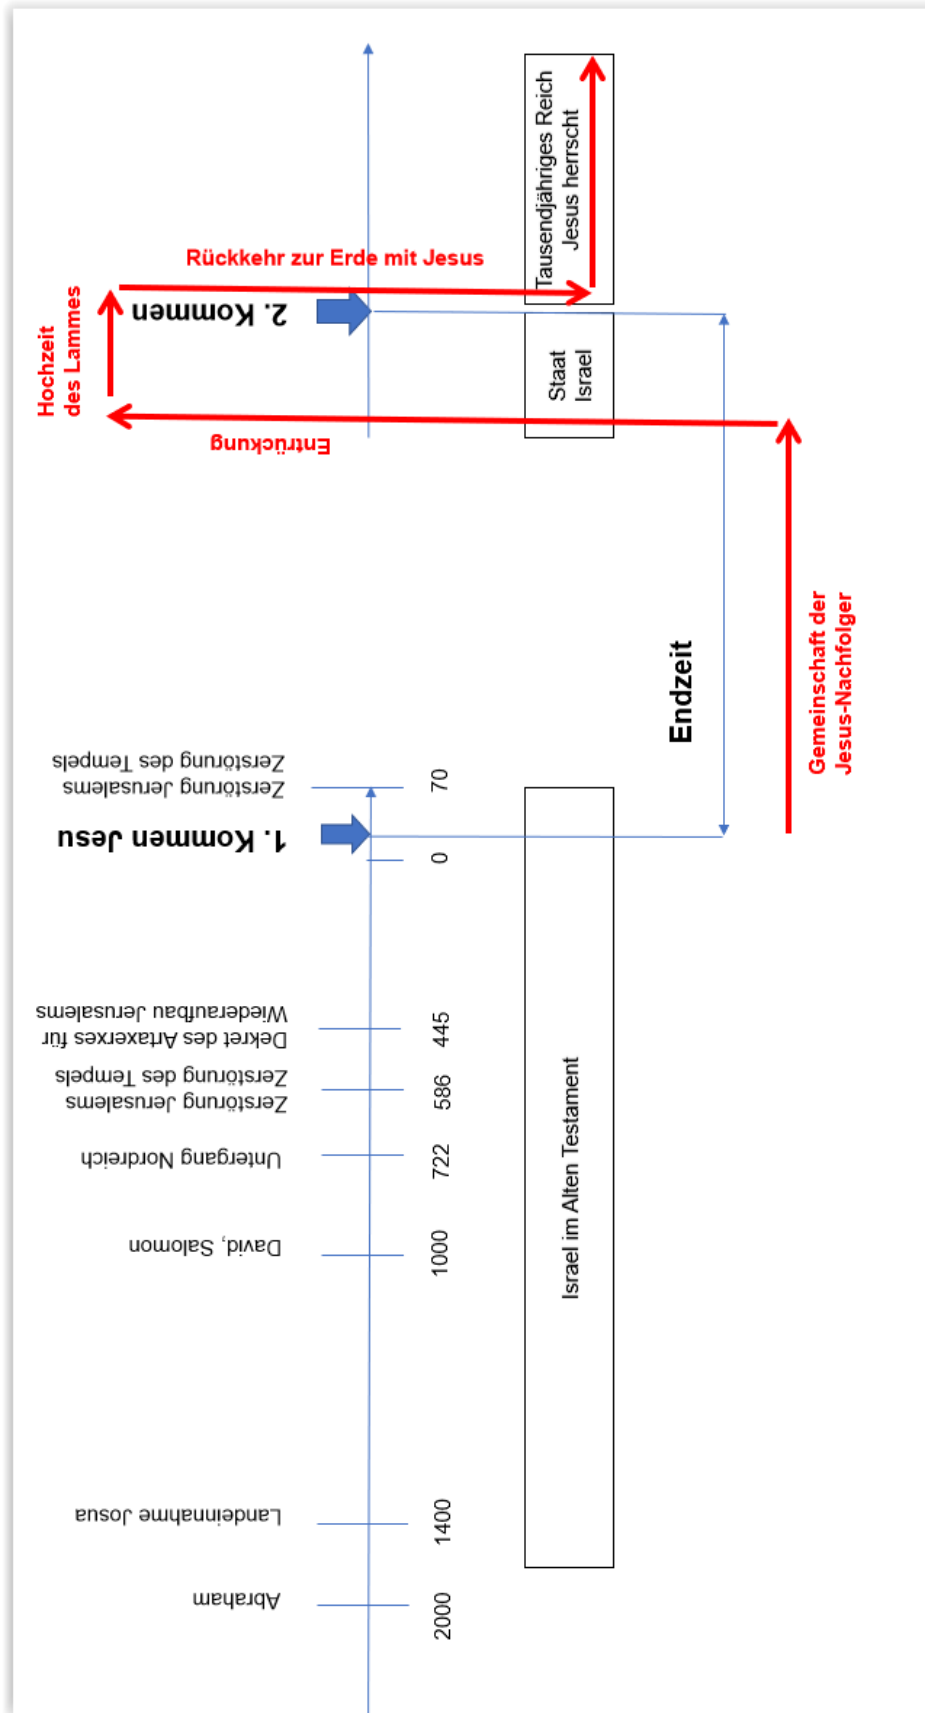 Abraham
Landeinnahme Josua
David, Salomon
Untergang Nordreich
Zerstörung Jerusalems
Zerstörung des Tempels
Dekret des Artaxerxes für
Wiederaufbau Jerusalems
1. Kommen Jesu
Zerstörung Jerusalems
Zerstörung des Tempels
Entrückung
Hochzeit
des Lammes
2. Kommen
Rückkehr zur Erde mit Jesus
2000
1400
1000
722
586
445
0
70
Israel im Alten Testament
Staat
Israel
Tausendjähriges Reich
Jesus herrscht
Endzeit
Gemeinschaft der
Jesus-Nachfolger